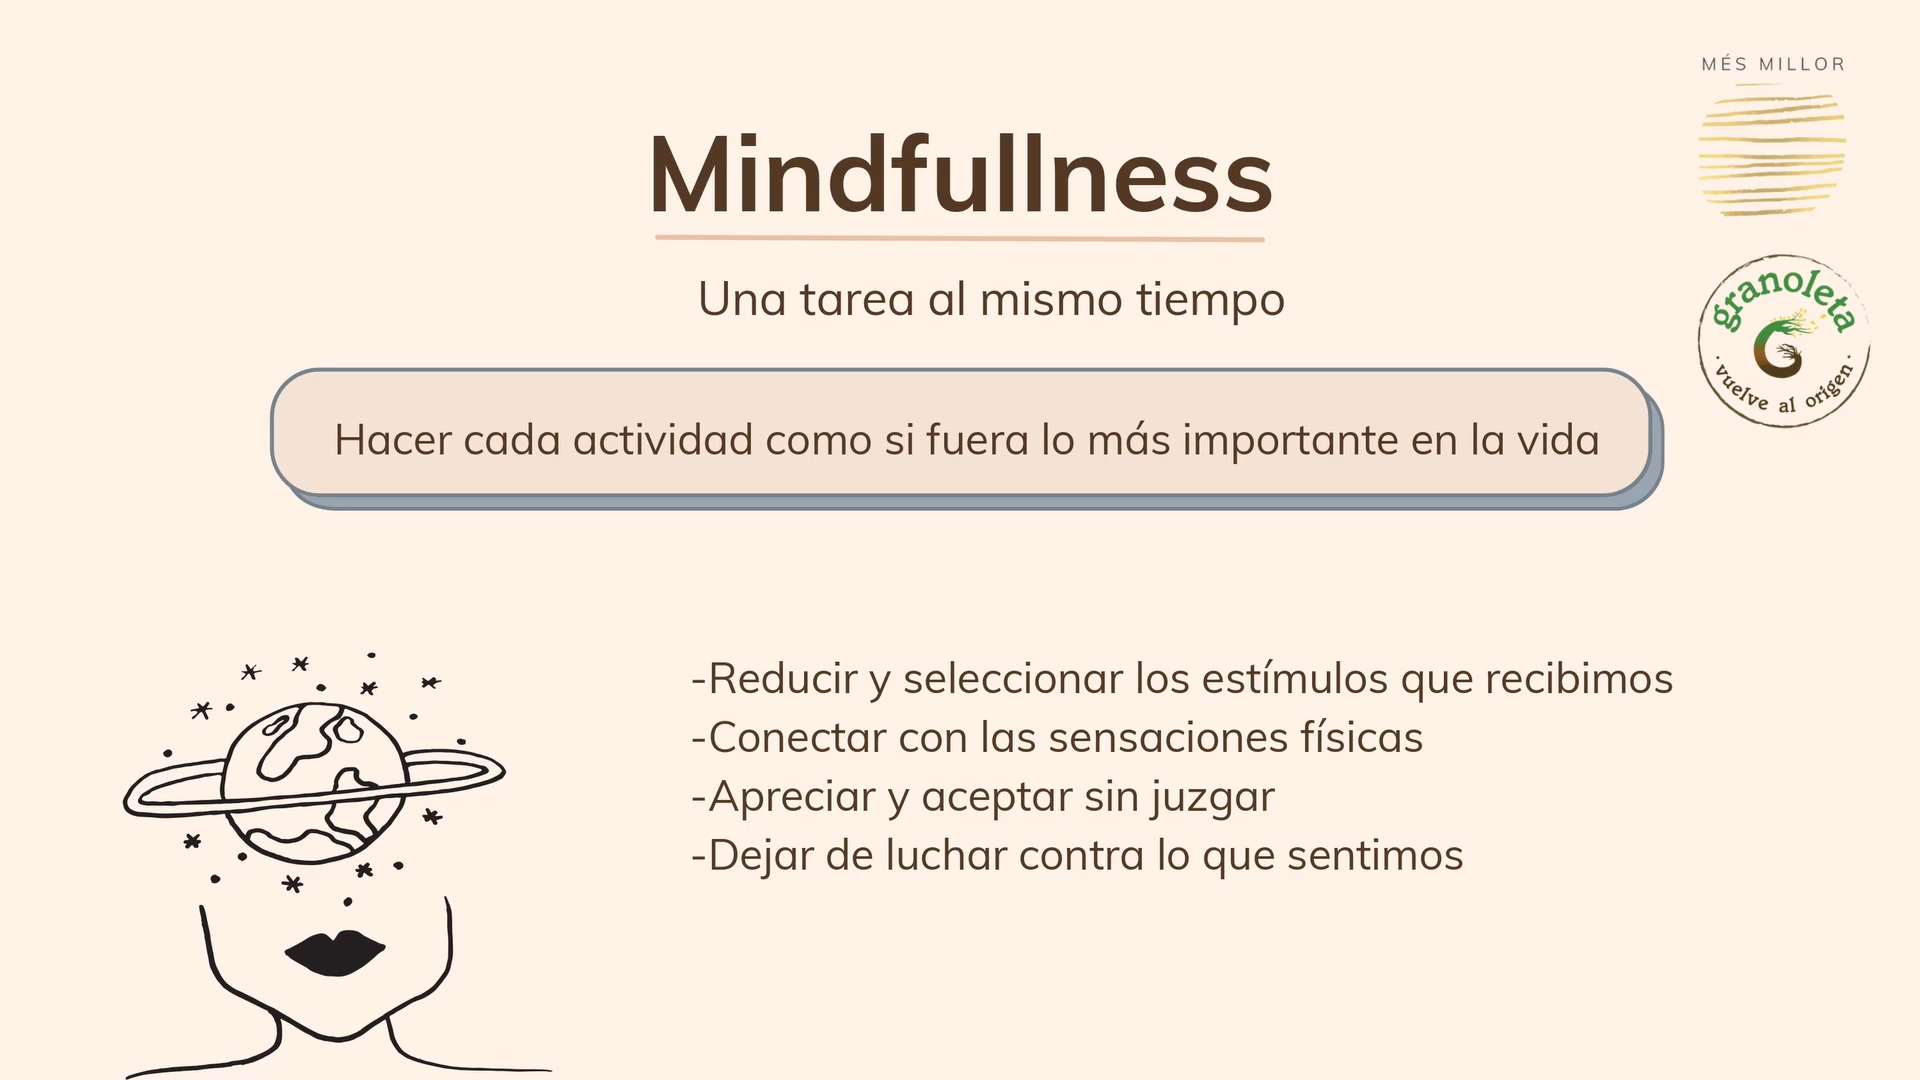 MÉS MILLOR
Mindfullness
Una tarea al mismo tiempo
granoleta
· vuelve al origen ·
Hacer cada actividad como si fuera lo más importante en la vida
-Reducir y seleccionar los estímulos que recibimos
-Conectar con las sensaciones físicas
-Apreciar y aceptar sin juzgar
-Dejar de luchar contra lo que sentimos